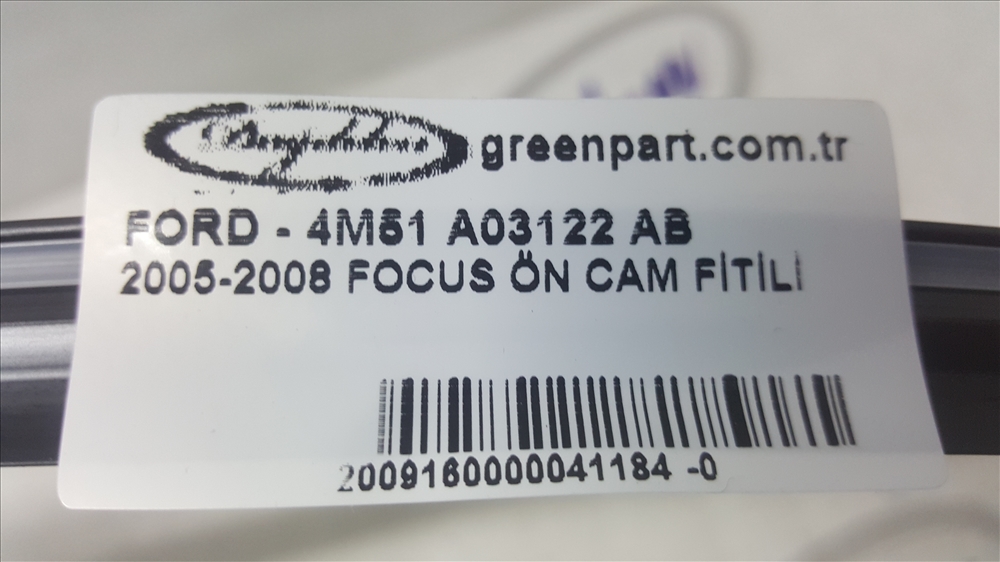 greenpart.com.tr
FORD - 4M51 A03122 AB
2005-2008 FOCUS ÖN CAM FİTİLİ
2009160000041184 -0